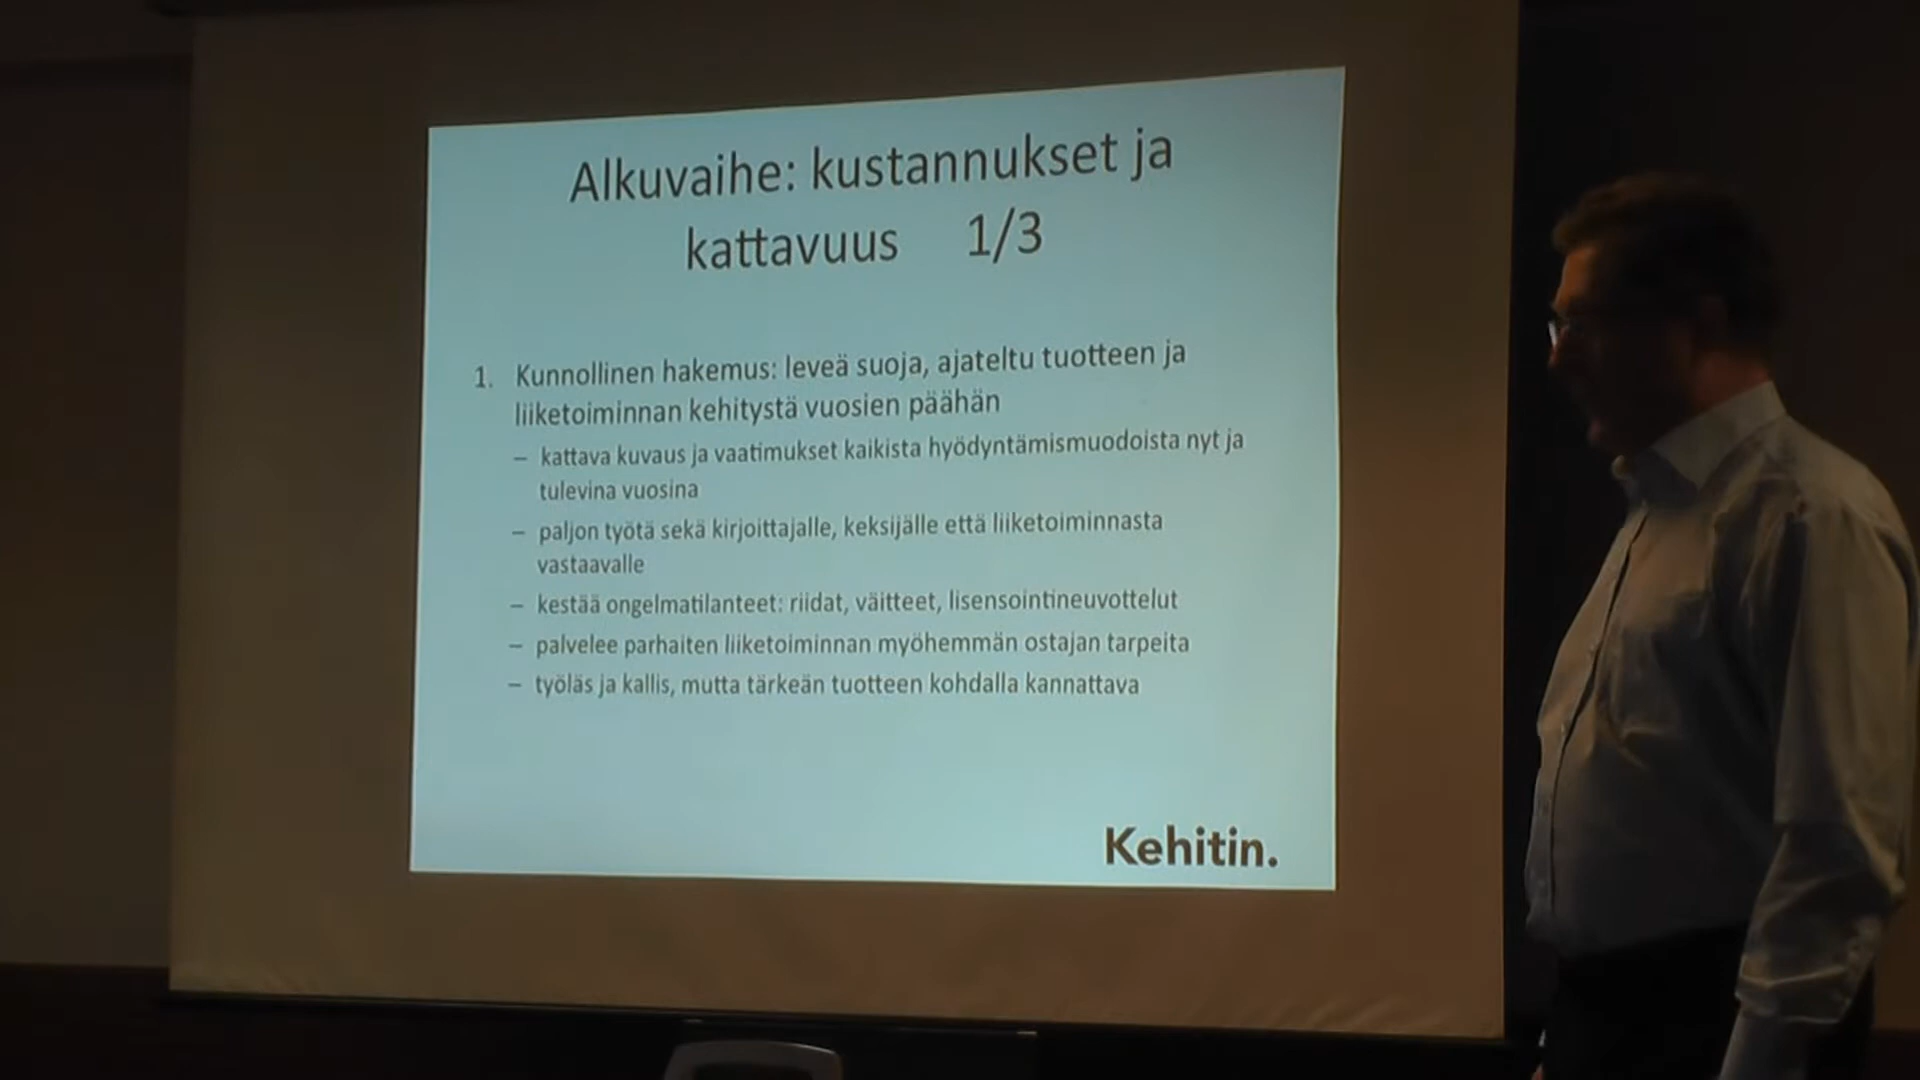 Alkuvaihe: kustannukset ja
kattavuus 1/3
1. Kunnollinen hakemus: leveä suoja, ajateltu tuotteen ja
liiketoiminnan kehitystä vuosien päähän
– kattava kuvaus ja vaatimukset kaikista hyödyntämismuodoista nyt ja
tulevina vuosina
– paljon työtä sekä kirjoittajalle, keksijälle että liiketoiminnasta
vastaavalle
– kestää ongelmatilanteet: riidat, väitteet, lisensointineuvottelut
– palvelee parhaiten liiketoiminnan myöhemmän ostajan tarpeita
– työläs ja kallis, mutta tärkeän tuotteen kohdalla kannattava
Kehitin.